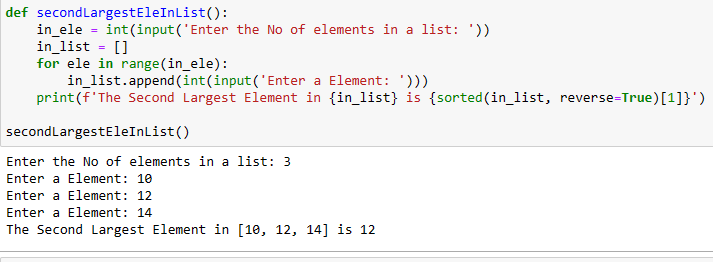 def secondLargestEleInList():
    in_ele = int(input('Enter the No of elements in a list: '))
    in_list = []
    for ele in range(in_ele):
        in_list.append(int(input('Enter a Element: ')))
    print(f'The Second Largest Element in {in_list} is {sorted(in_list, reverse=True)[1]}')

secondLargestEleInList()
Enter the No of elements in a list: 3
Enter a Element: 10
Enter a Element: 12
Enter a Element: 14
The Second Largest Element in [10, 12, 14] is 12